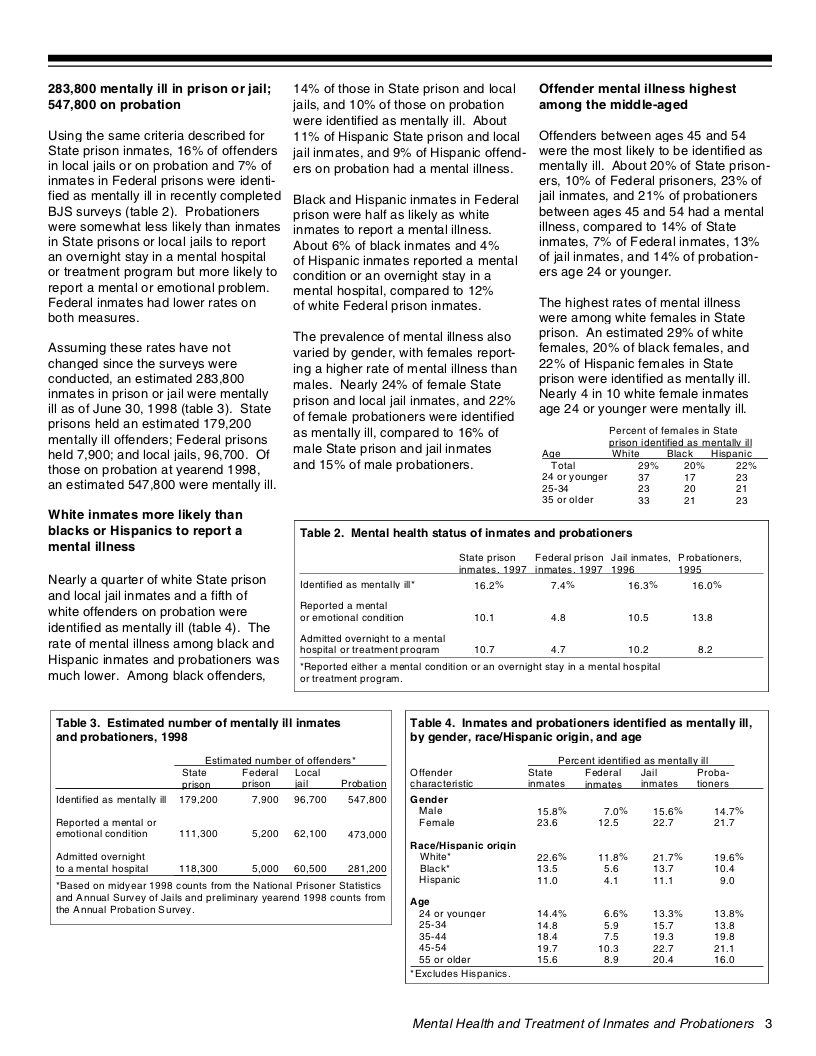 283,800 mentally ill in prison or jail;
547,800 on probation
Using the same criteria described for
State prison inmates, 16% of offenders
in local jails or on probation and 7% of
inmates in Federal prisons were identi-
fied as mentally ill in recently completed
BJS surveys (table 2).  Probationers
were somewhat less likely than inmates
in State prisons or local jails to report
an overnight stay in a mental hospital
or treatment program but more likely to
report a mental or emotional problem.
Federal inmates had lower rates on
both measures.
Assuming these rates have not
changed since the surveys were
conducted, an estimated 283,800
inmates in prison or jail were mentally
ill as of June 30, 1998 (table 3).  State
prisons held an estimated 179,200
mentally ill offenders; Federal prisons
held 7,900; and local jails, 96,700.  Of
those on probation at yearend 1998,
an estimated 547,800 were mentally ill.
White inmates more likely than
blacks or Hispanics to report a
mental illness
Nearly a quarter of white State prison
and local jail inmates and a fifth of
white offenders on probation were
identified as mentally ill (table 4).  The
rate of mental illness among black and
Hispanic inmates and probationers was
much lower.  Among black offenders,
14% of those in State prison and local
jails, and 10% of those on probation
were identified as mentally ill.  About
11% of Hispanic State prison and local
jail inmates, and 9% of Hispanic offend-
ers on probation had a mental illness.
Black and Hispanic inmates in Federal
prison were half as likely as white
inmates to report a mental illness.
About 6% of black inmates and 4%
of Hispanic inmates reported a mental
condition or an overnight stay in a
mental hospital, compared to 12%
of white Federal prison inmates.
The prevalence of mental illness also
varied by gender, with females report-
ing a higher rate of mental illness than
males.  Nearly 24% of female State
prison and local jail inmates, and 22%
of female probationers were identified
as mentally ill, compared to 16% of
male State prison and jail inmates
and 15% of male probationers.
Offender mental illness highest
among the middle-aged
Offenders between ages 45 and 54
were the most likely to be identified as
mentally ill.  About 20% of State prison-
ers, 10% of Federal prisoners, 23% of
jail inmates, and 21% of probationers
between ages 45 and 54 had a mental
illness, compared to 14% of State
inmates, 7% of Federal inmates, 13%
of jail inmates, and 14% of probation-
ers age 24 or younger.
The highest rates of mental illness
were among white females in State
prison.  An estimated 29% of white
females, 20% of black females, and
22% of Hispanic females in State
prison were identified as mentally ill.
Nearly 4 in 10 white female inmates
age 24 or younger were mentally ill.
Percent of females in State
prison identified as mentally ill
Age White Black Hispanic
Total 29% 20% 22%
24 or younger 37 17 23
25-34 23 20 21
35 or older 33 21 23
Table 2.  Mental health status of inmates and probationers
State prison Federal prison Jail inmates, Probationers,
inmates, 1997 inmates, 1997 1996 1995
Identified as mentally ill* 16.2% 7.4% 16.3% 16.0%
Reported a mental
or emotional condition 10.1 4.8 10.5 13.8
Admitted overnight to a mental
hospital or treatment program 10.7 4.7 10.2 8.2
*Reported either a mental condition or an overnight stay in a mental hospital
or treatment program.
Table 3.  Estimated number of mentally ill inmates
and probationers, 1998
Estimated number of offenders*
State Federal Local
prison prison jail Probation
Identified as mentally ill 179,200 7,900 96,700 547,800
Reported a mental or
emotional condition 111,300 5,200 62,100 473,000
Admitted overnight
to a mental hospital 118,300 5,000 60,500 281,200
*Based on midyear 1998 counts from the National Prisoner Statistics
and Annual Survey of Jails and preliminary yearend 1998 counts from
the Annual Probation Survey.
Table 4.  Inmates and probationers identified as mentally ill,
by gender, race/Hispanic origin, and age
Percent identified as mentally ill
Offender State Federal Jail Proba-
characteristic inmates inmates inmates tioners
Gender
Male 15.8% 7.0% 15.6% 14.7%
Female 23.6 12.5 22.7 21.7
Race/Hispanic origin
White* 22.6% 11.8% 21.7% 19.6%
Black* 13.5 5.6 13.7 10.4
Hispanic 11.0 4.1 11.1 9.0
Age
24 or younger 14.4% 6.6% 13.3% 13.8%
25-34 14.8 5.9 15.7 13.8
35-44 18.4 7.5 19.3 19.8
45-54 19.7 10.3 22.7 21.1
55 or older 15.6 8.9 20.4 16.0
*Excludes Hispanics.
Mental Health and Treatment of Inmates and Probationers 3